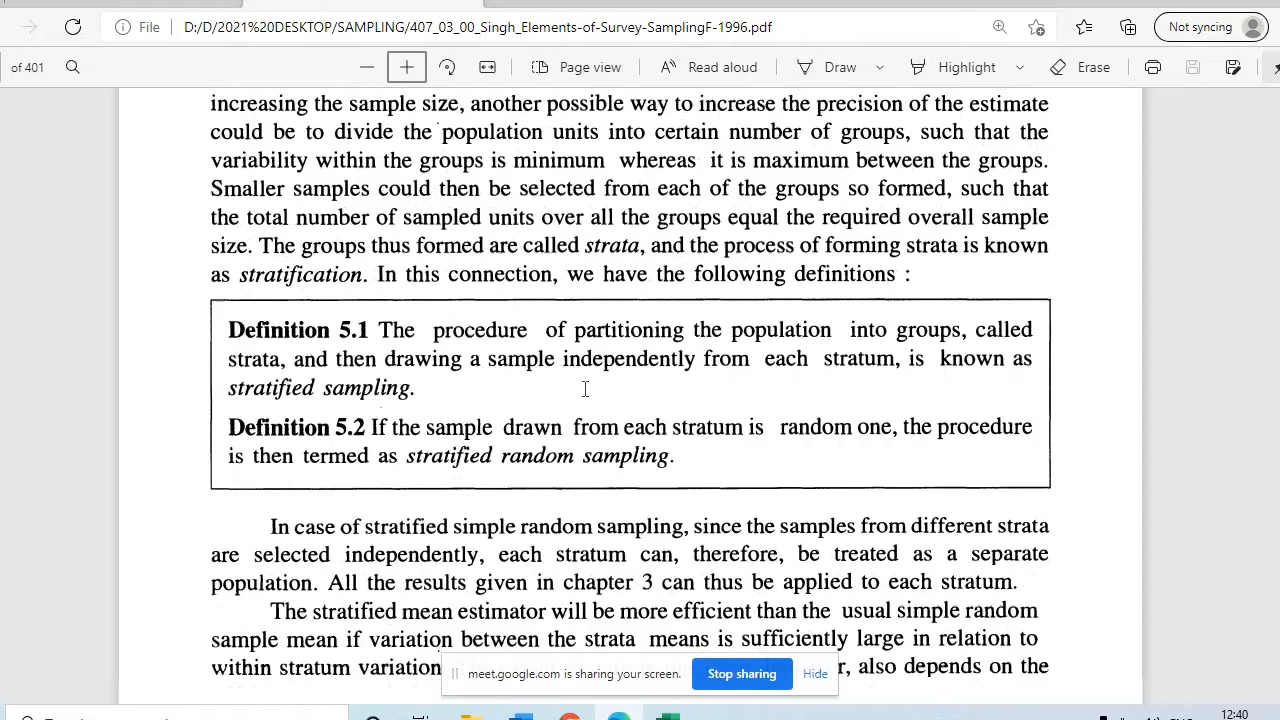 File
D:/D/2021%20DESKTOP/SAMPLING/407_03_00_Singh_Elements-of-Survey-SamplingF-1996.pdf
Not syncing
of 401
Page view
Read aloud
Draw
Highlight
Erase
increasing the sample size, another possible way to increase the precision of the estimate
could be to divide the population units into certain number of groups, such that the
variability within the groups is minimum whereas it is maximum between the groups.
Smaller samples could then be selected from each of the groups so formed, such that
the total number of sampled units over all the groups equal the required overall sample
size. The groups thus formed are called strata, and the process of forming strata is known
as stratification. In this connection, we have the following definitions :
Definition 5.1 The procedure of partitioning the population into groups, called
strata, and then drawing a sample independently from each stratum, is known as
stratified sampling.
Definition 5.2 If the sample drawn from each stratum is random one, the procedure
is then termed as stratified random sampling.
In case of stratified simple random sampling, since the samples from different strata
are selected independently, each stratum can, therefore, be treated as a separate
population. All the results given in chapter 3 can thus be applied to each stratum.
The stratified mean estimator will be more efficient than the usual simple random
sample mean if variation between the strata means is sufficiently large in relation to
within stratum variation
also depends on the
meet.google.com is sharing your screen.
Stop sharing
Hide
12:40